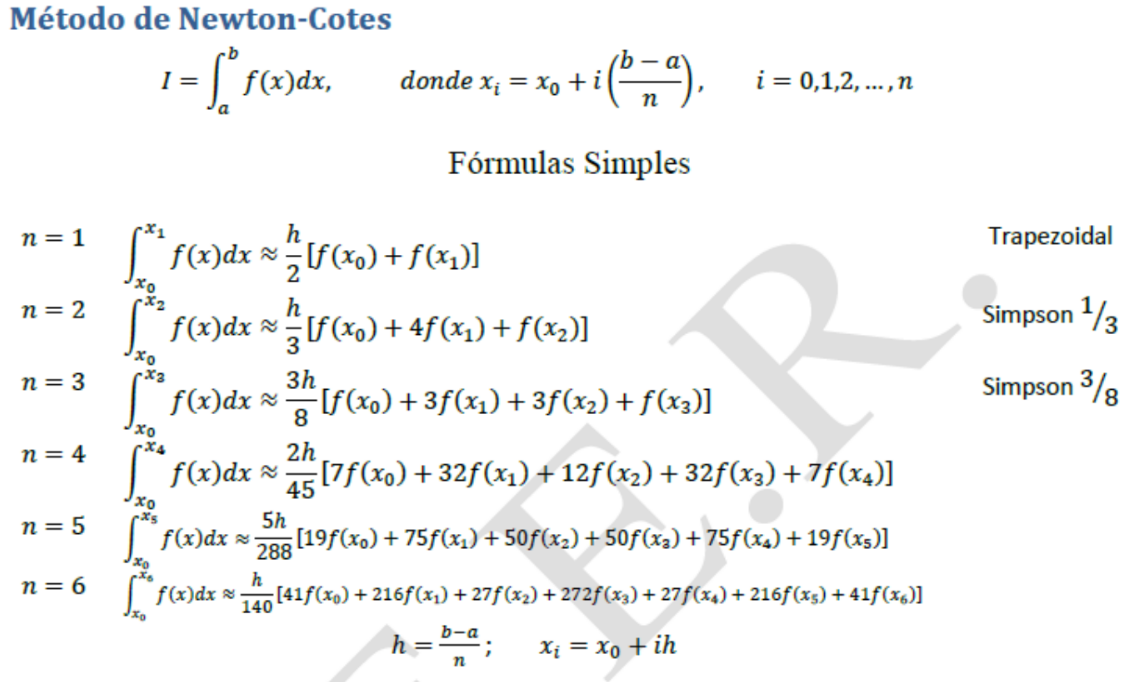 Método de Newton-Cotes
I = ∫_a^b f(x)dx, donde x_i = x_0 + i((b − a)/n), i = 0,1,2, …, n
Fórmulas Simples
n = 1 ∫_{x_0}^{x_1} f(x)dx ≈ h/2 [f(x_0) + f(x_1)] Trapezoidal
n = 2 ∫_{x_0}^{x_2} f(x)dx ≈ h/3 [f(x_0) + 4f(x_1) + f(x_2)] Simpson 1/3
n = 3 ∫_{x_0}^{x_3} f(x)dx ≈ 3h/8 [f(x_0) + 3f(x_1) + 3f(x_2) + f(x_3)] Simpson 3/8
n = 4 ∫_{x_0}^{x_4} f(x)dx ≈ 2h/45 [7f(x_0) + 32f(x_1) + 12f(x_2) + 32f(x_3) + 7f(x_4)]
n = 5 ∫_{x_0}^{x_5} f(x)dx ≈ 5h/288 [19f(x_0) + 75f(x_1) + 50f(x_2) + 50f(x_3) + 75f(x_4) + 19f(x_5)]
n = 6 ∫_{x_0}^{x_6} f(x)dx ≈ h/140 [41f(x_0) + 216f(x_1) + 27f(x_2) + 272f(x_3) + 27f(x_4) + 216f(x_5) + 41f(x_6)]
h = (b−a)/n; x_i = x_0 + ih